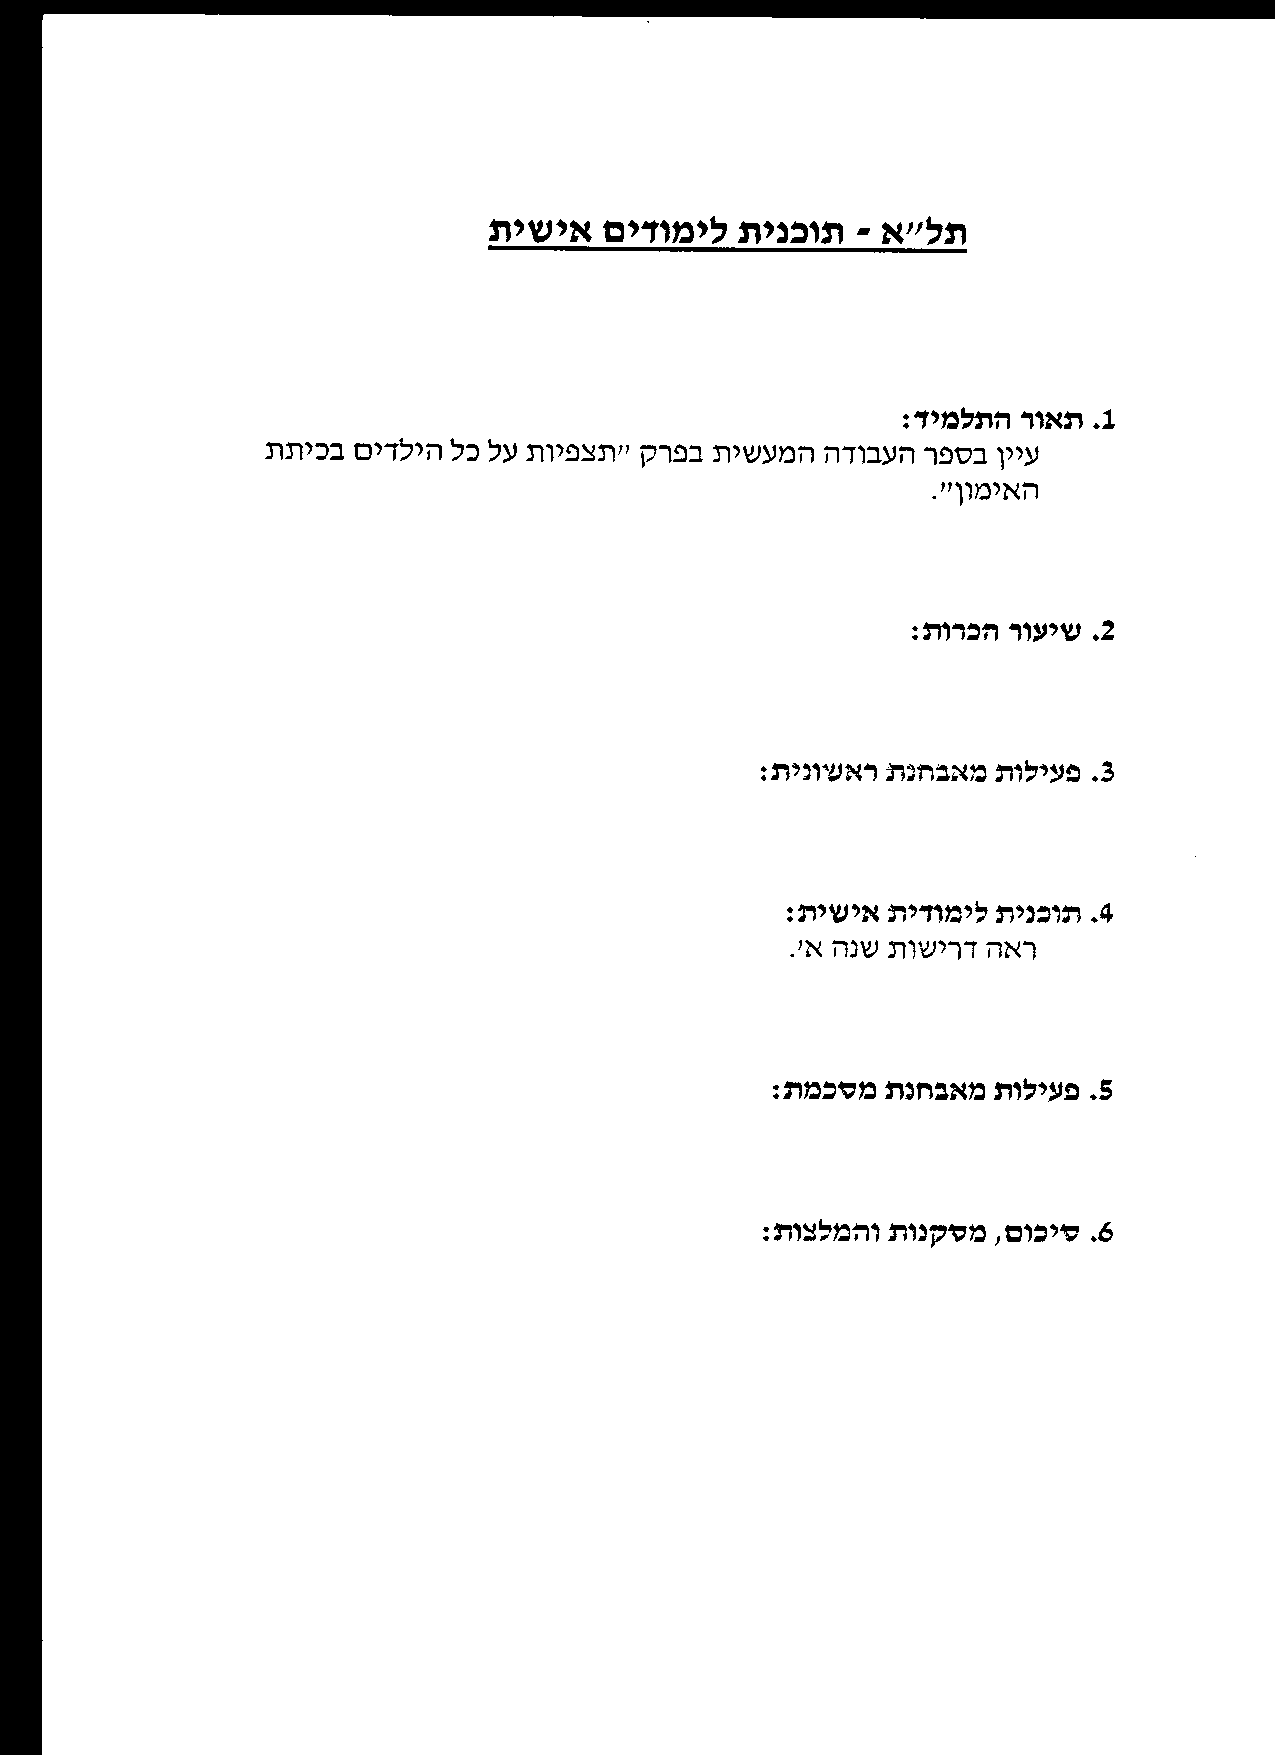 תל״א - תוכנית לימודים אישית
1. תאור התלמיד:
עיין בספר העבודה המעשית בפרק ״תצפיות על כל הילדים בכיתת
האימון״.
2. שיעור הכרות:
3. פעילות מאבחנת ראשונית:
4. תוכנית לימודית אישית:
ראה דרישות שנה א׳.
5. פעילות מאבחנת מסכמת:
6. סיכום, מסקנות והמלצות: